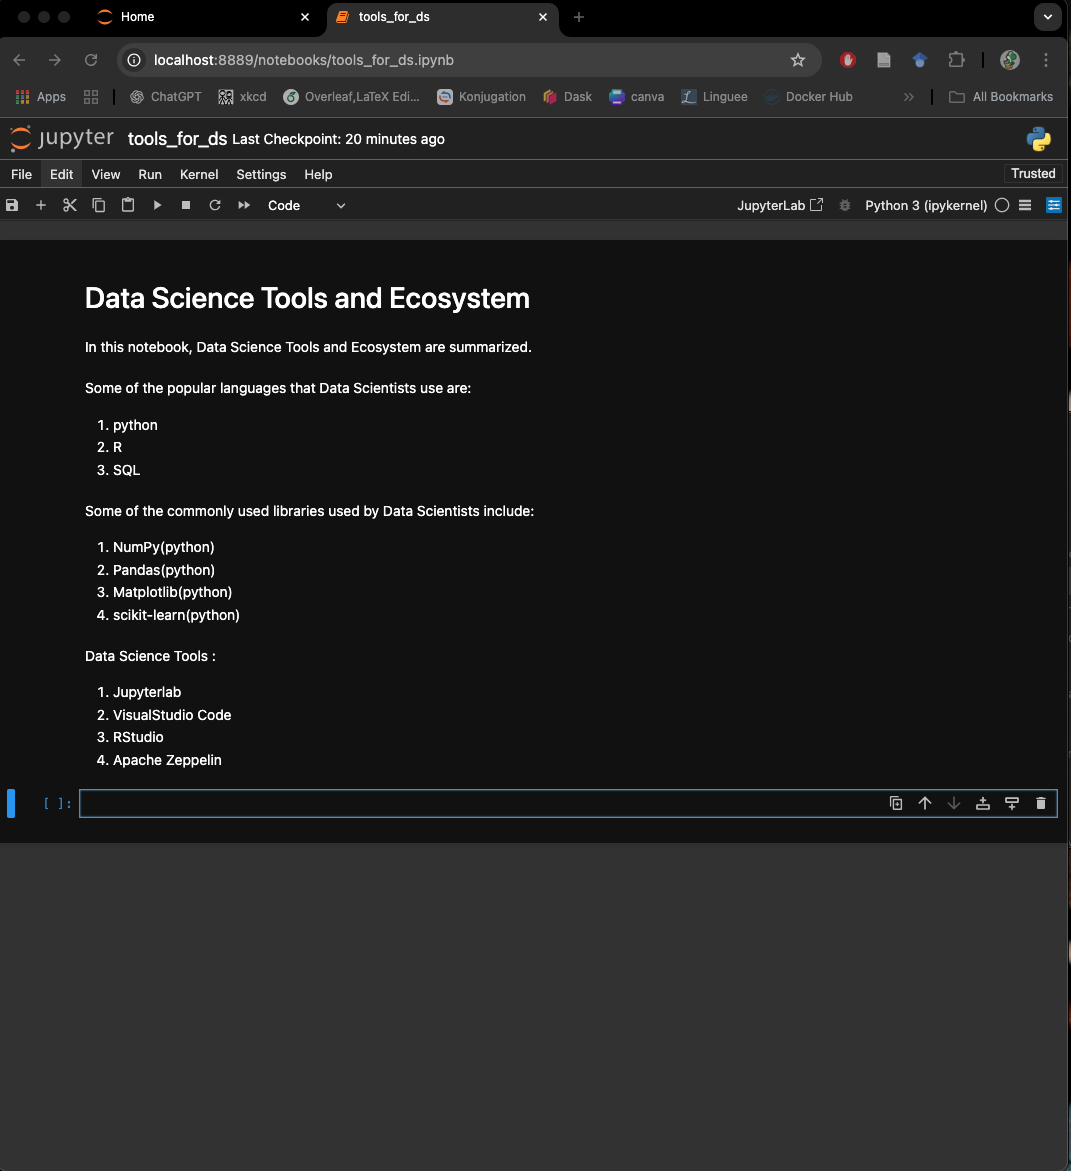 Home
tools_for_ds
localhost:8889/notebooks/tools_for_ds.ipynb
Apps ChatGPT xkcd Overleaf,LaTeX Edi... Konjugation Dask canva Linguee Docker Hub » All Bookmarks
jupyter tools_for_ds Last Checkpoint: 20 minutes ago
File Edit View Run Kernel Settings Help Trusted
Code JupyterLab Python 3 (ipykernel)
Data Science Tools and Ecosystem
In this notebook, Data Science Tools and Ecosystem are summarized.
Some of the popular languages that Data Scientists use are:
1. python
2. R
3. SQL
Some of the commonly used libraries used by Data Scientists include:
1. NumPy(python)
2. Pandas(python)
3. Matplotlib(python)
4. scikit-learn(python)
Data Science Tools :
1. Jupyterlab
2. VisualStudio Code
3. RStudio
4. Apache Zeppelin
[ ]: